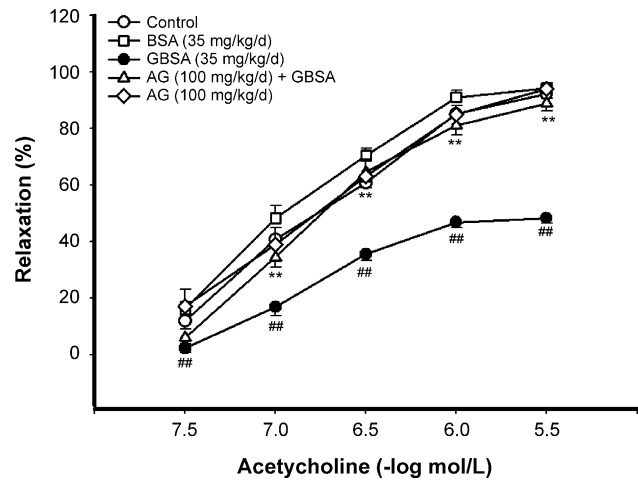 Control
BSA (35 mg/kg/d)
GBSA (35 mg/kg/d)
AG (100 mg/kg/d) + GBSA
AG (100 mg/kg/d)
120
100
80
60
40
20
0
Relaxation (%)
**
**
**
**
##
##
##
##
##
7.5 7.0 6.5 6.0 5.5
Acetycholine (-log mol/L)